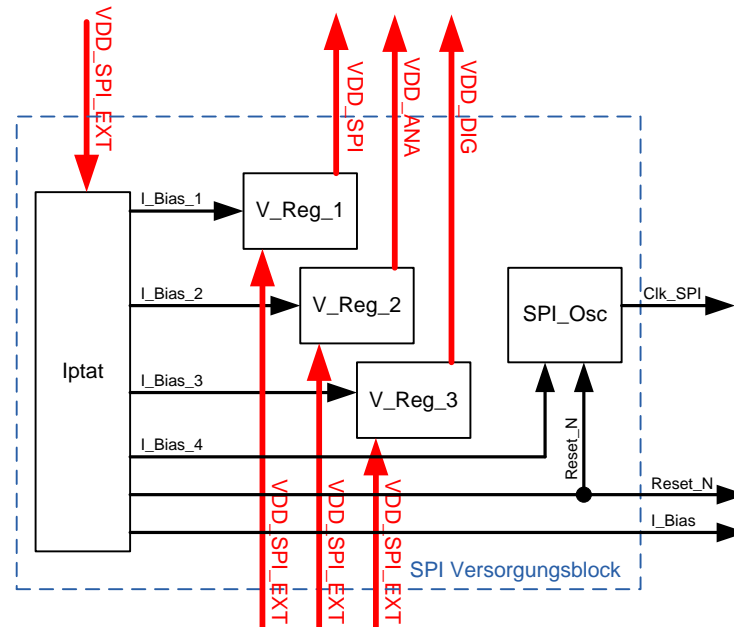 VDD_SPI_EXT
VDD_SPI
VDD_ANA
VDD_DIG
I_Bias_1
V_Reg_1
I_Bias_2
V_Reg_2
SPI_Osc
Clk_SPI
Iptat
I_Bias_3
V_Reg_3
I_Bias_4
Reset_N
Reset_N
I_Bias
VDD_SPI_EXT
VDD_SPI_EXT
VDD_SPI_EXT
SPI Versorgungsblock